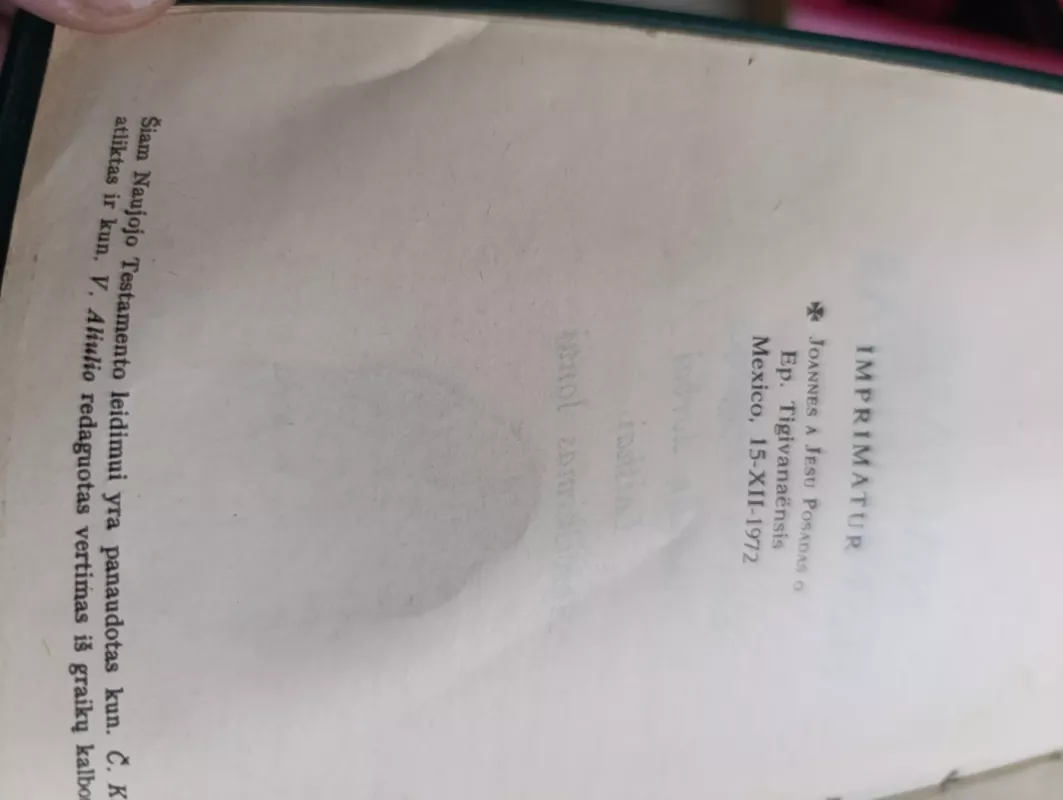 IMPRIMATUR
✠ JOANNES A JESU POSADAS O
Ep. Tigivanaënsis
Mexico, 15-XII-1972
Šiam Naujojo Testamento leidimui yra panaudotas kun. Č. K
atliktas ir kun. V. Aliulio redaguotas vertimas iš graikų kalbo